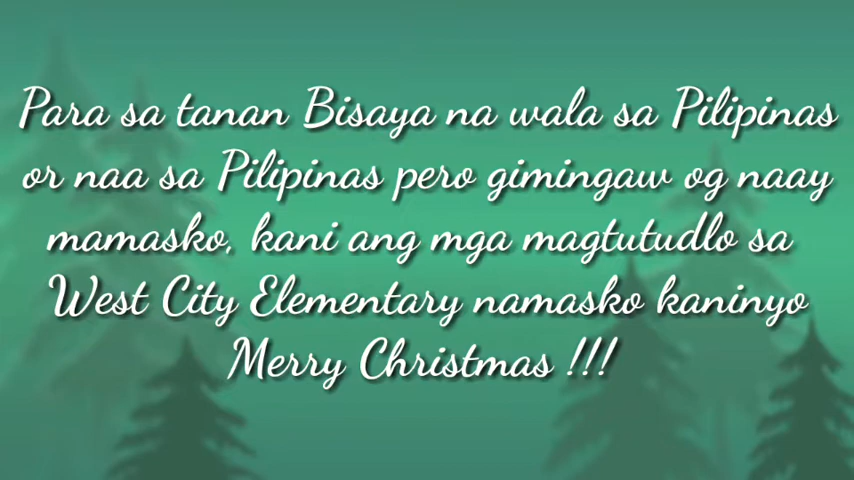 Para sa tanan Bisaya na wala sa Pilipinas
or naa sa Pilipinas pero gimingaw og naay
mamasko, kani ang mga magtutudlo sa
West City Elementary namasko kaninyo
Merry Christmas !!!